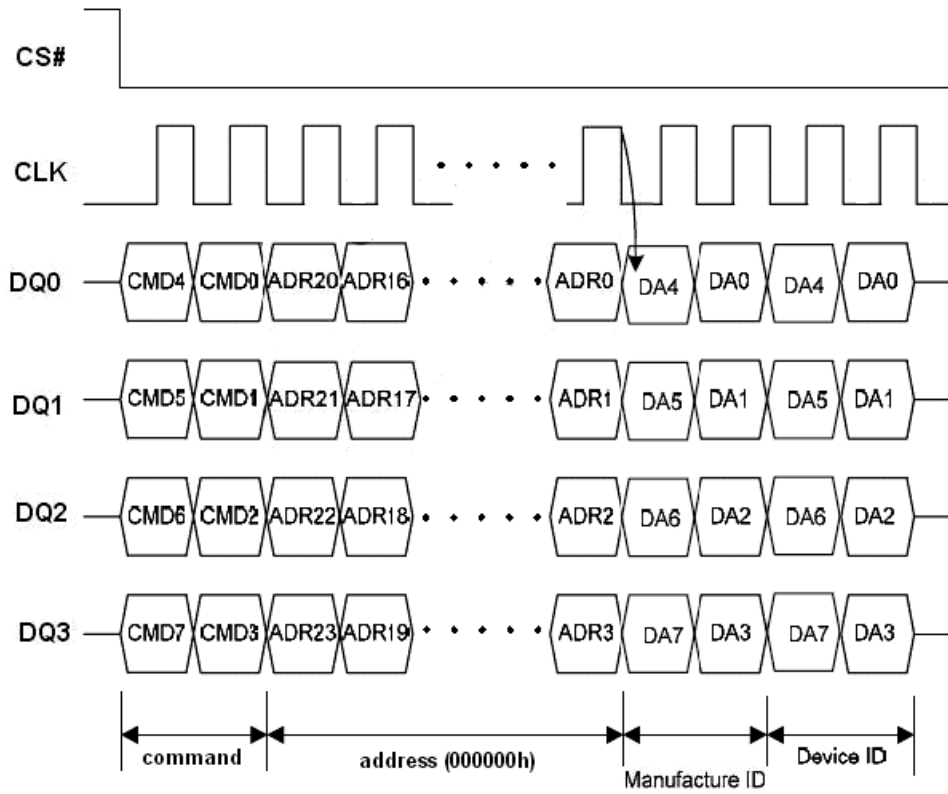 CS#
CLK
DQ0 CMD4 CMD0 ADR20 ADR16 ADR0 DA4 DA0 DA4 DA0
DQ1 CMD5 CMD1 ADR21 ADR17 ADR1 DA5 DA1 DA5 DA1
DQ2 CMD6 CMD2 ADR22 ADR18 ADR2 DA6 DA2 DA6 DA2
DQ3 CMD7 CMD3 ADR23 ADR19 ADR3 DA7 DA3 DA7 DA3
command address (000000h) Manufacture ID Device ID